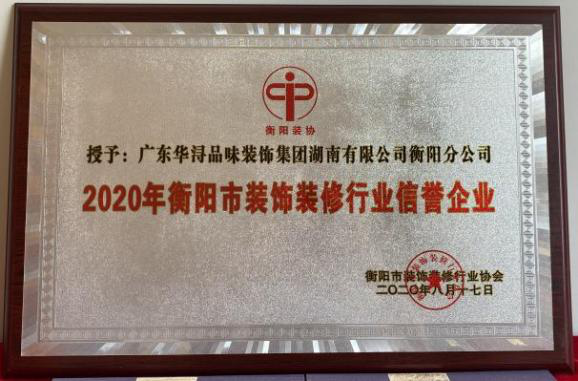 衡阳装协
授予：广东华浔品味装饰集团湖南有限公司衡阳分公司
2020年衡阳市装饰装修行业信誉企业
衡阳市装饰装修行业协会
二〇二〇年八月十七日